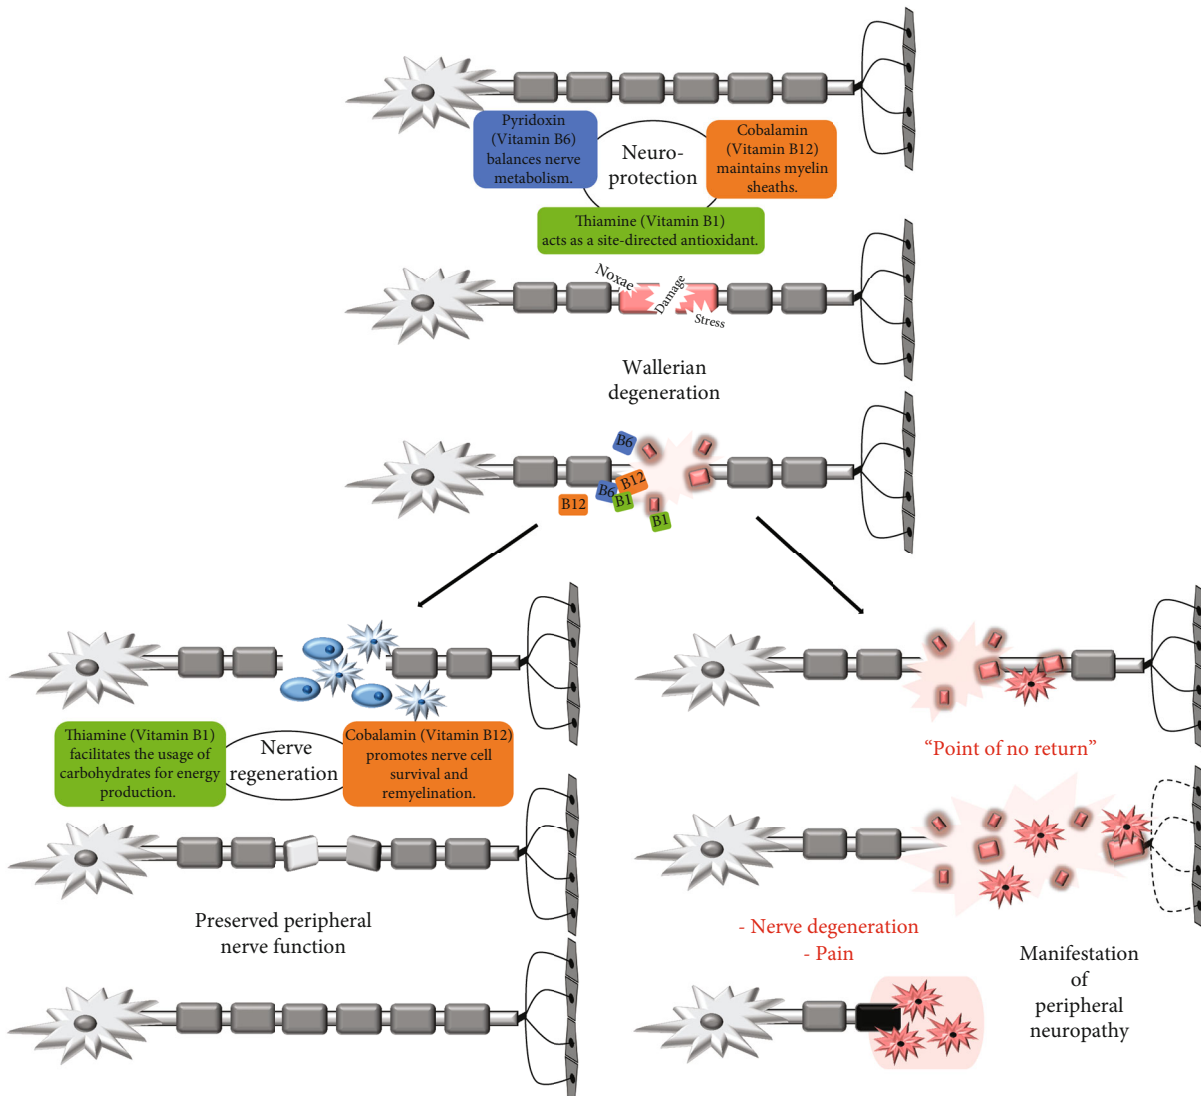 Pyridoxin
(Vitamin B6)
balances nerve
metabolism.
Neuro-
protection
Cobalamin
(Vitamin B12)
maintains myelin
sheaths.
Thiamine (Vitamin B1)
acts as a site-directed antioxidant.
Noxae
Damage
Stress
Wallerian
degeneration
B6
B12
B6
B1
B12
B1
Thiamine (Vitamin B1)
facilitates the usage of
carbohydrates for energy
production.
Nerve
regeneration
Cobalamin (Vitamin B12)
promotes nerve cell
survival and
remyelination.
Preserved peripheral
nerve function
“Point of no return”
- Nerve degeneration
- Pain
Manifestation
of
peripheral
neuropathy